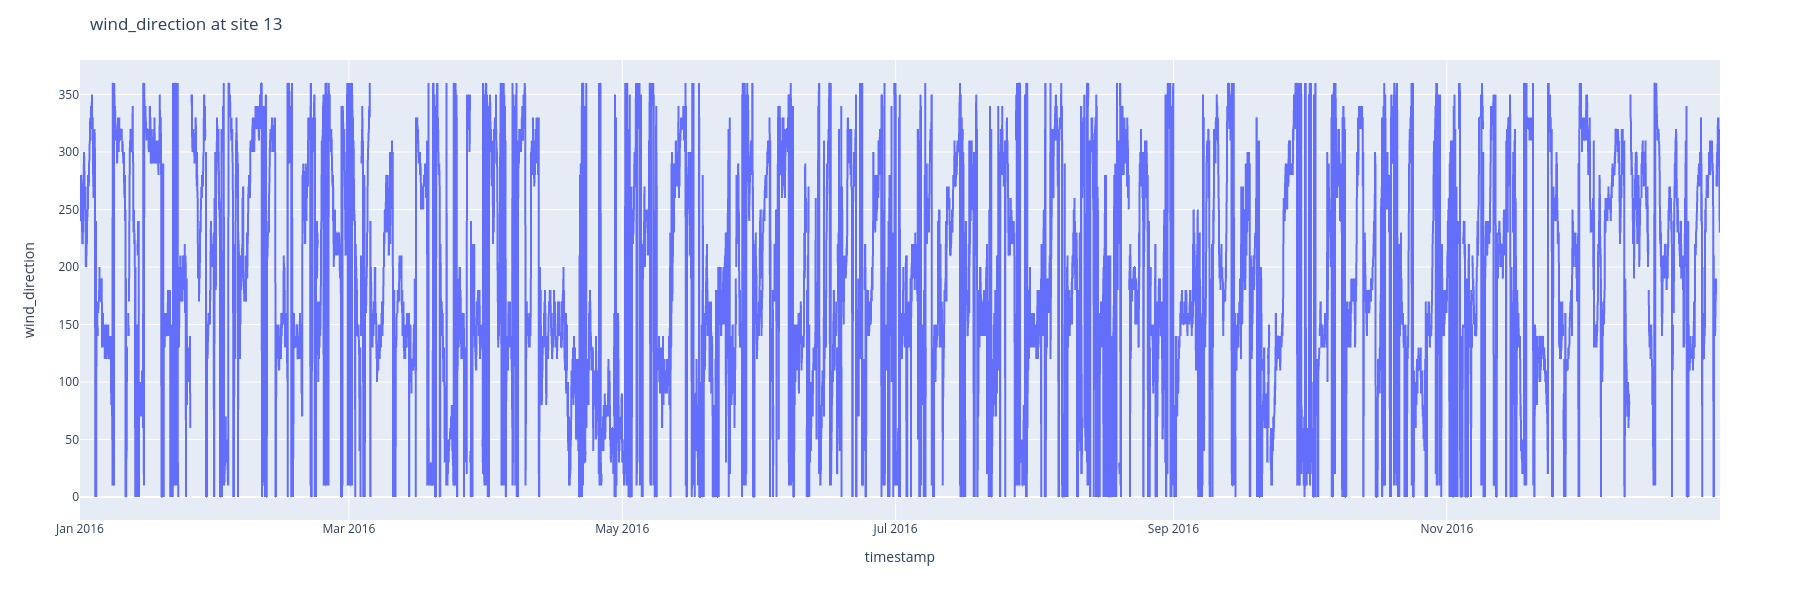 wind_direction at site 13
wind_direction
350
300
250
200
150
100
50
0
Jan 2016
Mar 2016
May 2016
Jul 2016
Sep 2016
Nov 2016
timestamp